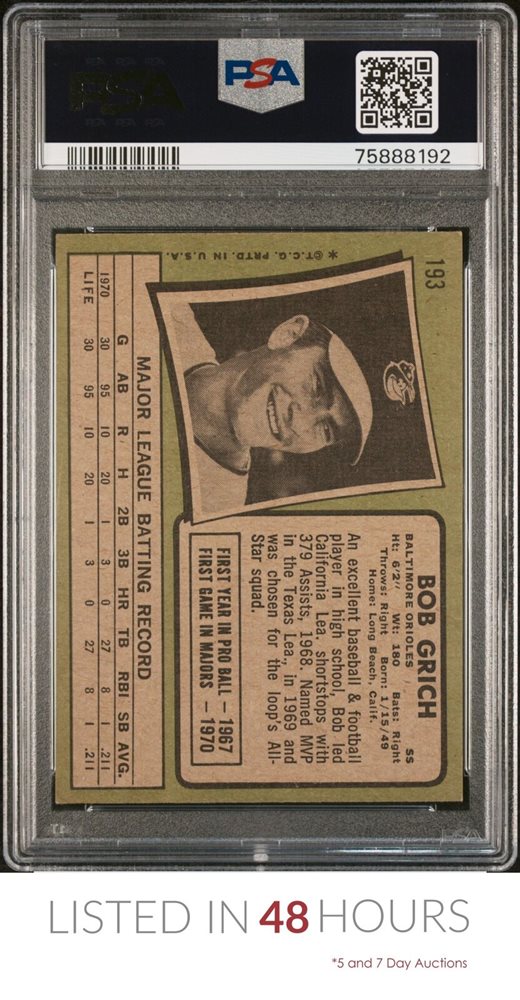 PSA
PSA
75888192
193
*©T.C.G. PRTD. IN U.S.A.
BOB GRICH SS
BALTIMORE ORIOLES
Ht: 6'2" Wt: 180 Bats: Right
Throws: Right Born: 1/15/49
Home: Long Beach, Calif.
An excellent baseball & football
player in high school, Bob led
California Lea. shortstops with
379 Assists, 1968. Named MVP
in the Texas Lea., in 1969 and
was chosen for the loop's All-
Star squad.
FIRST YEAR IN PRO BALL — 1967
FIRST GAME IN MAJORS — 1970
MAJOR LEAGUE BATTING RECORD
G AB R H 2B 3B HR TB RBI SB AVG.
1970 30 95 10 20 1 3 0 27 8 1 .211
LIFE 30 95 10 20 1 3 0 27 8 1 .211
PSA
LISTED IN 48 HOURS
*5 and 7 Day Auctions